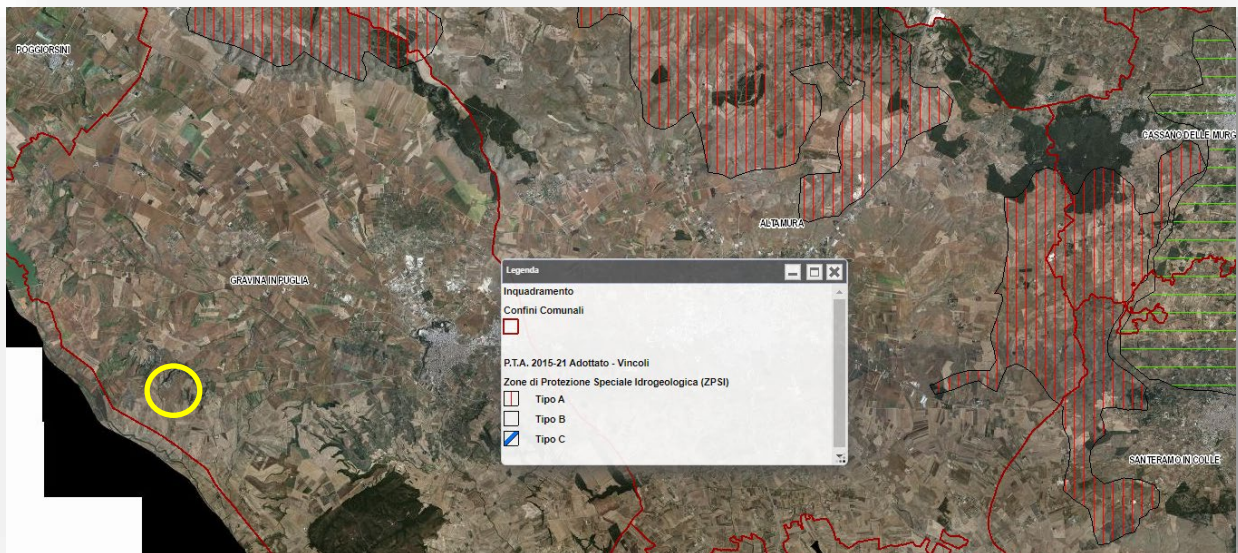 POGGIORSINI
CASSANO DELLE MURG
ALTAMURA
GRAVINA IN PUGLIA
Legenda
Inquadramento
Confini Comunali
P.T.A. 2015-21 Adottato - Vincoli
Zone di Protezione Speciale Idrogeologica (ZPSI)
Tipo A
Tipo B
Tipo C
SANTERAMO IN COLLE